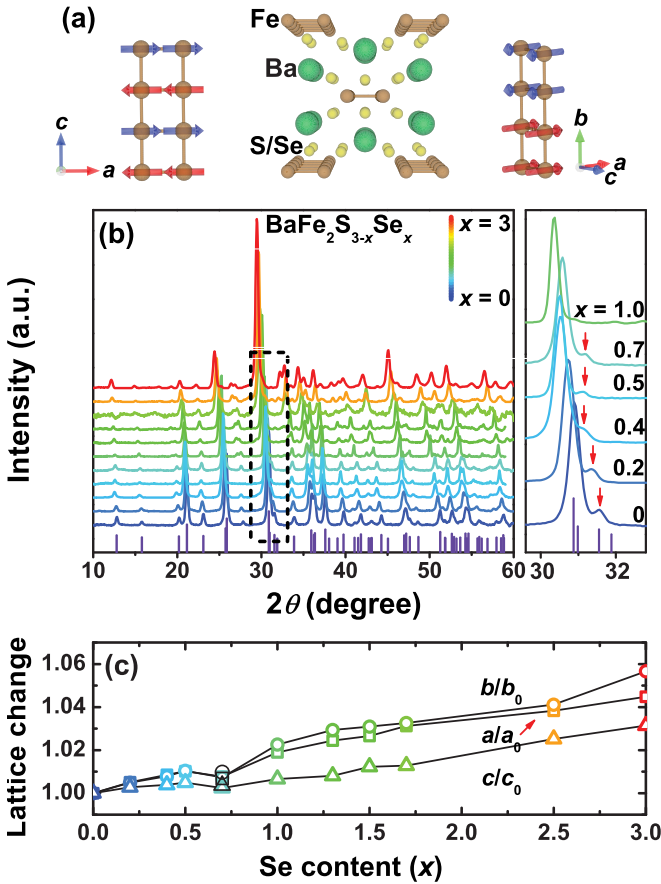 (a)
Fe
Ba
S/Se
c
a
b
a
c
(b)
BaFe₂S₃₋ₓSeₓ
x = 3
x = 0
x = 1.0
0.7
0.5
0.4
0.2
0
Intensity (a.u.)
10 20 30 40 50 60
30 32
2θ (degree)
(c)
b/b₀
a/a₀
c/c₀
Lattice change
1.06
1.04
1.02
1.00
0.0 0.5 1.0 1.5 2.0 2.5 3.0
Se content (x)